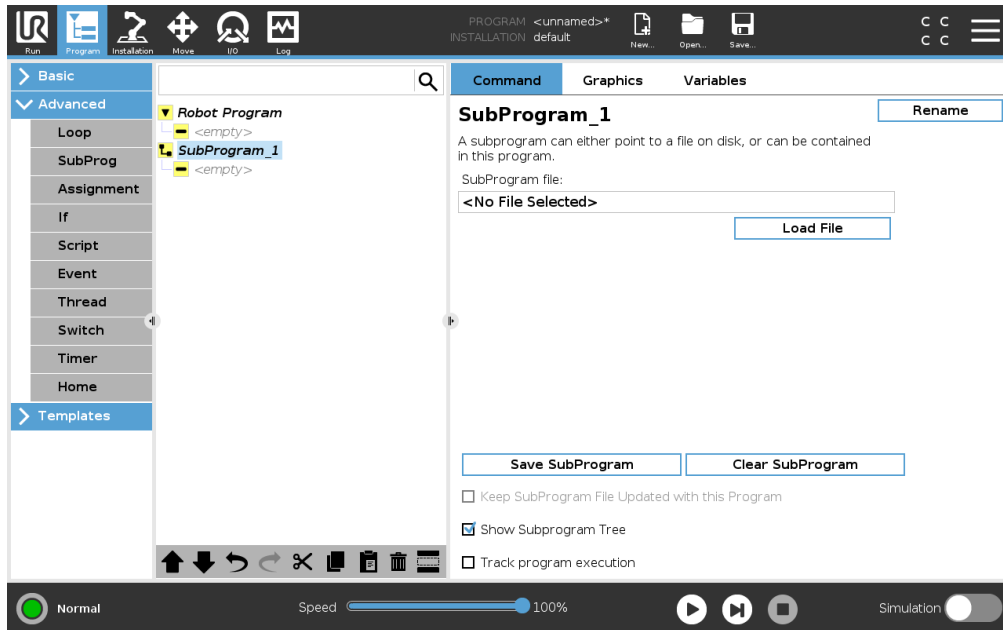 PROGRAM <unnamed>*
INSTALLATION default
UR
Run
Program
Installation
Move
I/O
Log
New...
Open...
Save...
C C
C C
Basic
Advanced
Loop
SubProg
Assignment
If
Script
Event
Thread
Switch
Timer
Home
Templates
Robot Program
<empty>
SubProgram_1
<empty>
Command Graphics Variables
SubProgram_1
Rename
A subprogram can either point to a file on disk, or can be contained
in this program.
SubProgram file:
<No File Selected>
Load File
Save SubProgram
Clear SubProgram
Keep SubProgram File Updated with this Program
Show Subprogram Tree
Track program execution
Normal
Speed 100%
Simulation